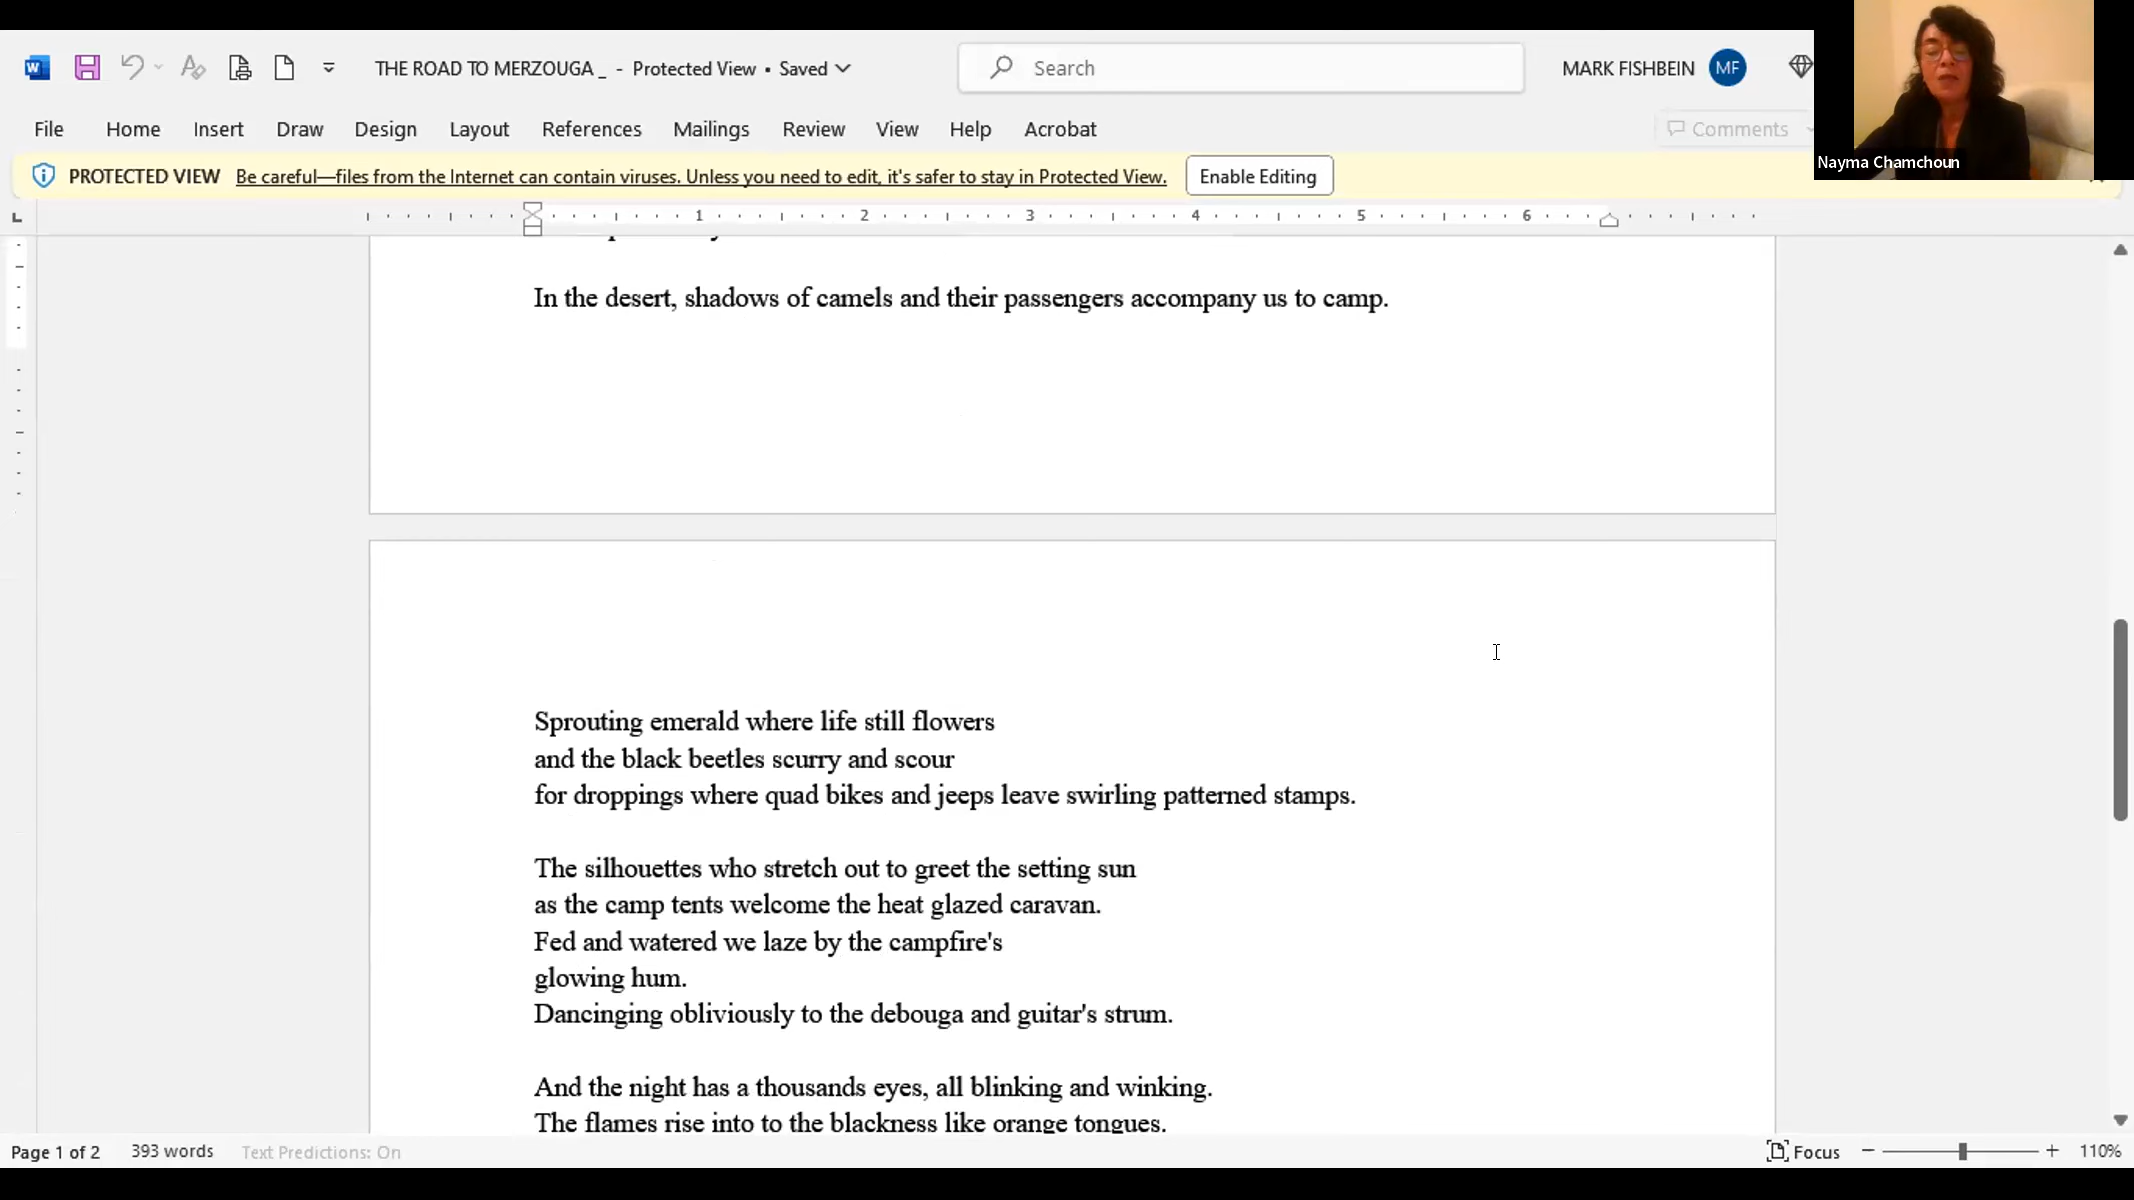 THE ROAD TO MERZOUGA _ - Protected View • Saved
Search
MARK FISHBEIN MF
File Home Insert Draw Design Layout References Mailings Review View Help Acrobat
Comments
Nayma Chamchoun
PROTECTED VIEW Be careful—files from the Internet can contain viruses. Unless you need to edit, it's safer to stay in Protected View. Enable Editing
1 2 3 4 5 6
In the desert, shadows of camels and their passengers accompany us to camp.
Sprouting emerald where life still flowers
and the black beetles scurry and scour
for droppings where quad bikes and jeeps leave swirling patterned stamps.
The silhouettes who stretch out to greet the setting sun
as the camp tents welcome the heat glazed caravan.
Fed and watered we laze by the campfire's
glowing hum.
Dancinging obliviously to the debouga and guitar's strum.
And the night has a thousands eyes, all blinking and winking.
The flames rise into to the blackness like orange tongues.
Page 1 of 2 393 words Text Predictions: On Focus 110%